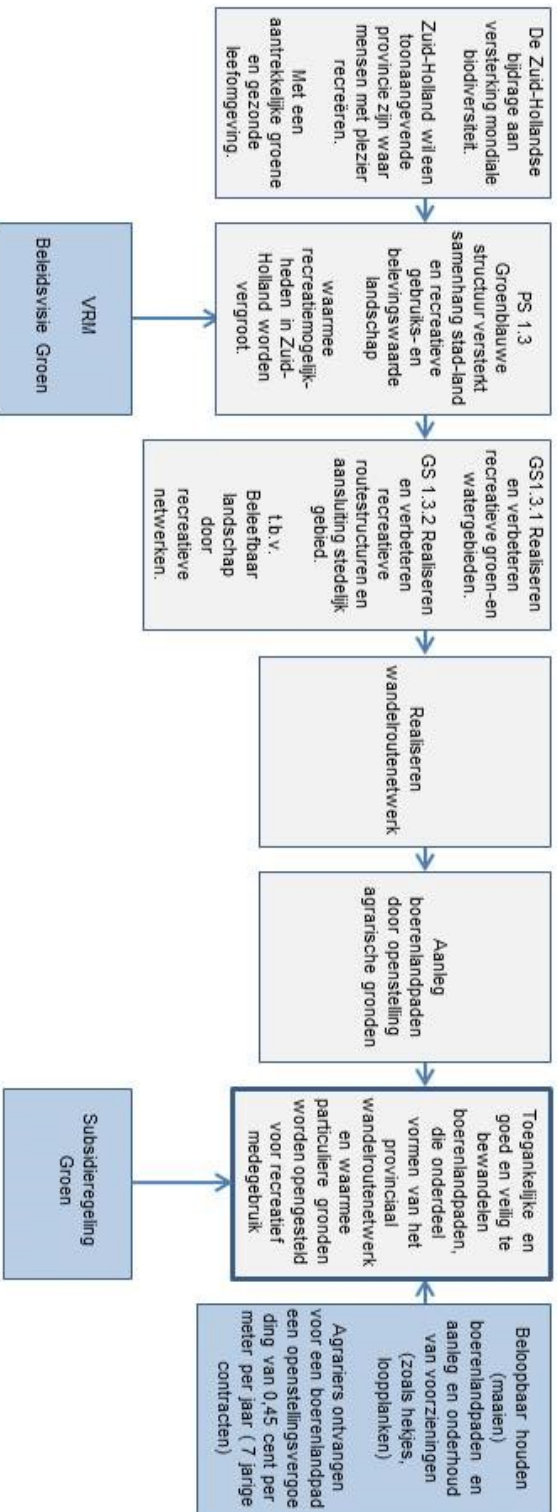 De Zuid-Hollandse
bijdrage aan
versterking mondiale
biodiversiteit.
Zuid-Holland wil een
toonaangevende
provincie zijn waar
mensen met plezier
recreëren.
Met een
aantrekkelijke groene
en gezonde
leefomgeving.
PS 1.3
Groenblauwe
structuur versterkt
samenhang stad-land
en recreatieve
gebruiks- en
belevingswaarde
landschap
waarmee
recreatiemogelijk-
heden in Zuid-
Holland worden
vergroot.
VRM
Beleidsvisie Groen
GS1.3.1 Realiseren
en verbeteren
recreatieve groen-en
watergebieden.
GS 1.3.2 Realiseren
en verbeteren
recreatieve
routestructuren en
aansluiting stedelijk
gebied.
t.b.v.
Beleefbaar
landschap
door
recreatieve
netwerken.
Realiseren
wandelroutenetwerk
Aanleg
boerenlandpaden
door openstelling
agrarische gronden
Toegankelijke en
goed en veilig te
bewandelen
boerenlandpaden,
die onderdeel
vormen van het
provinciaal
wandelroutenetwerk
en waarmee
particuliere gronden
worden opengesteld
voor recreatief
medegebruik
Subsidieregeling
Groen
Beloopbaar houden
(maaien)
boerenlandpaden en
aanleg en onderhoud
van voorzieningen
(zoals hekjes,
loopplanken)
Agrariers ontvangen
voor een boerenlandpad
een openstellingsvergoe
ding van 0,45 cent per
meter per jaar ( 7 jarige
contracten)